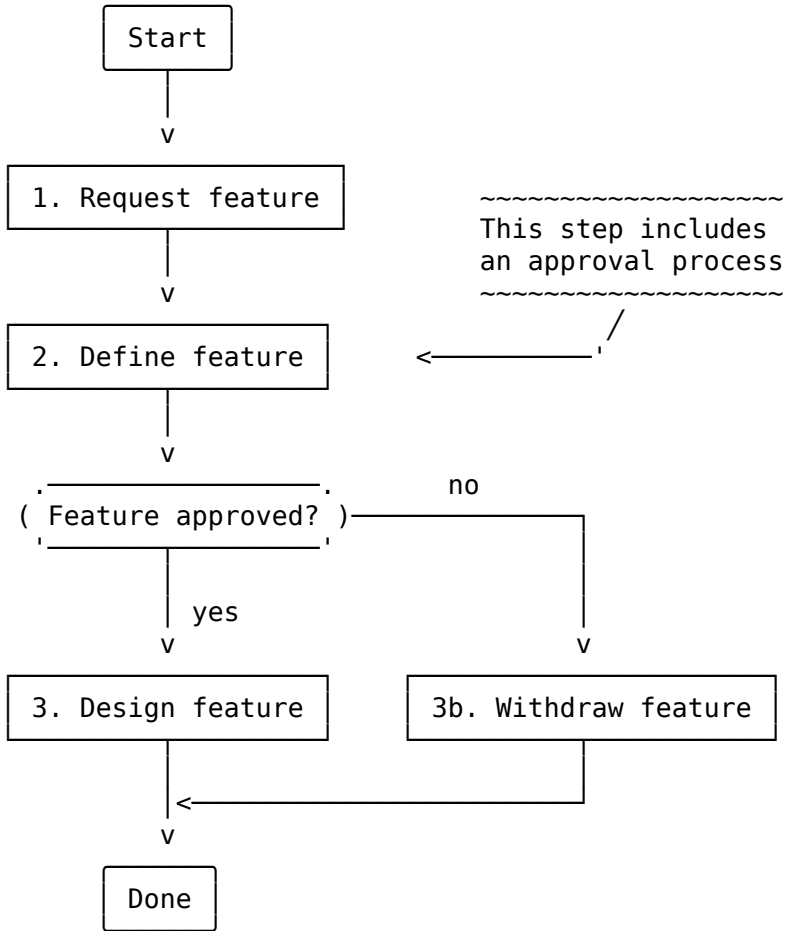 Start
1. Request feature
This step includes
an approval process
2. Define feature
no
Feature approved?
yes
3. Design feature
3b. Withdraw feature
Done